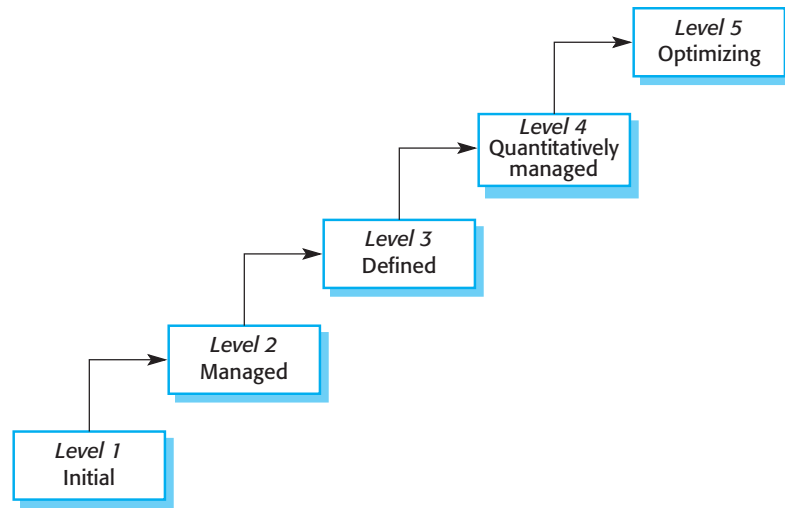 Level 5
Optimizing
Level 4
Quantitatively
managed
Level 3
Defined
Level 2
Managed
Level 1
Initial